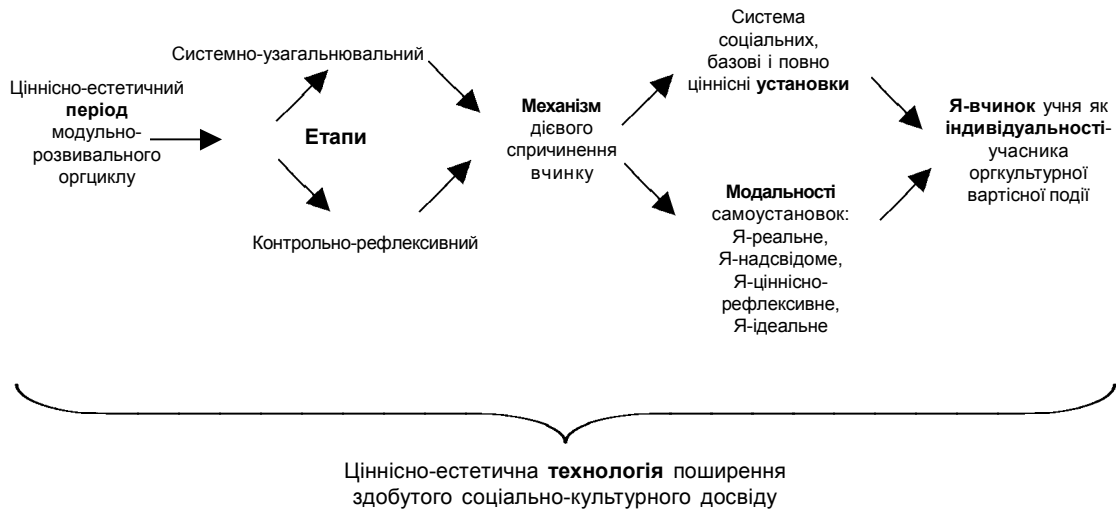 Ціннісно-естетичний
період
модульно-
розвивального
оргциклу
Системно-узагальнювальний
Етапи
Контрольно-рефлексивний
Механізм
дієвого
спричинення
вчинку
Система
соціальних,
базові і повно
ціннісні установки
Модальності
самоустановок:
Я-реальне,
Я-надсвідоме,
Я-ціннісно-
рефлексивне,
Я-ідеальне
Я-вчинок учня як
індивідуальності-
учасника
оргкультурної
вартісної події
Ціннісно-естетична технологія поширення
здобутого соціально-культурного досвіду